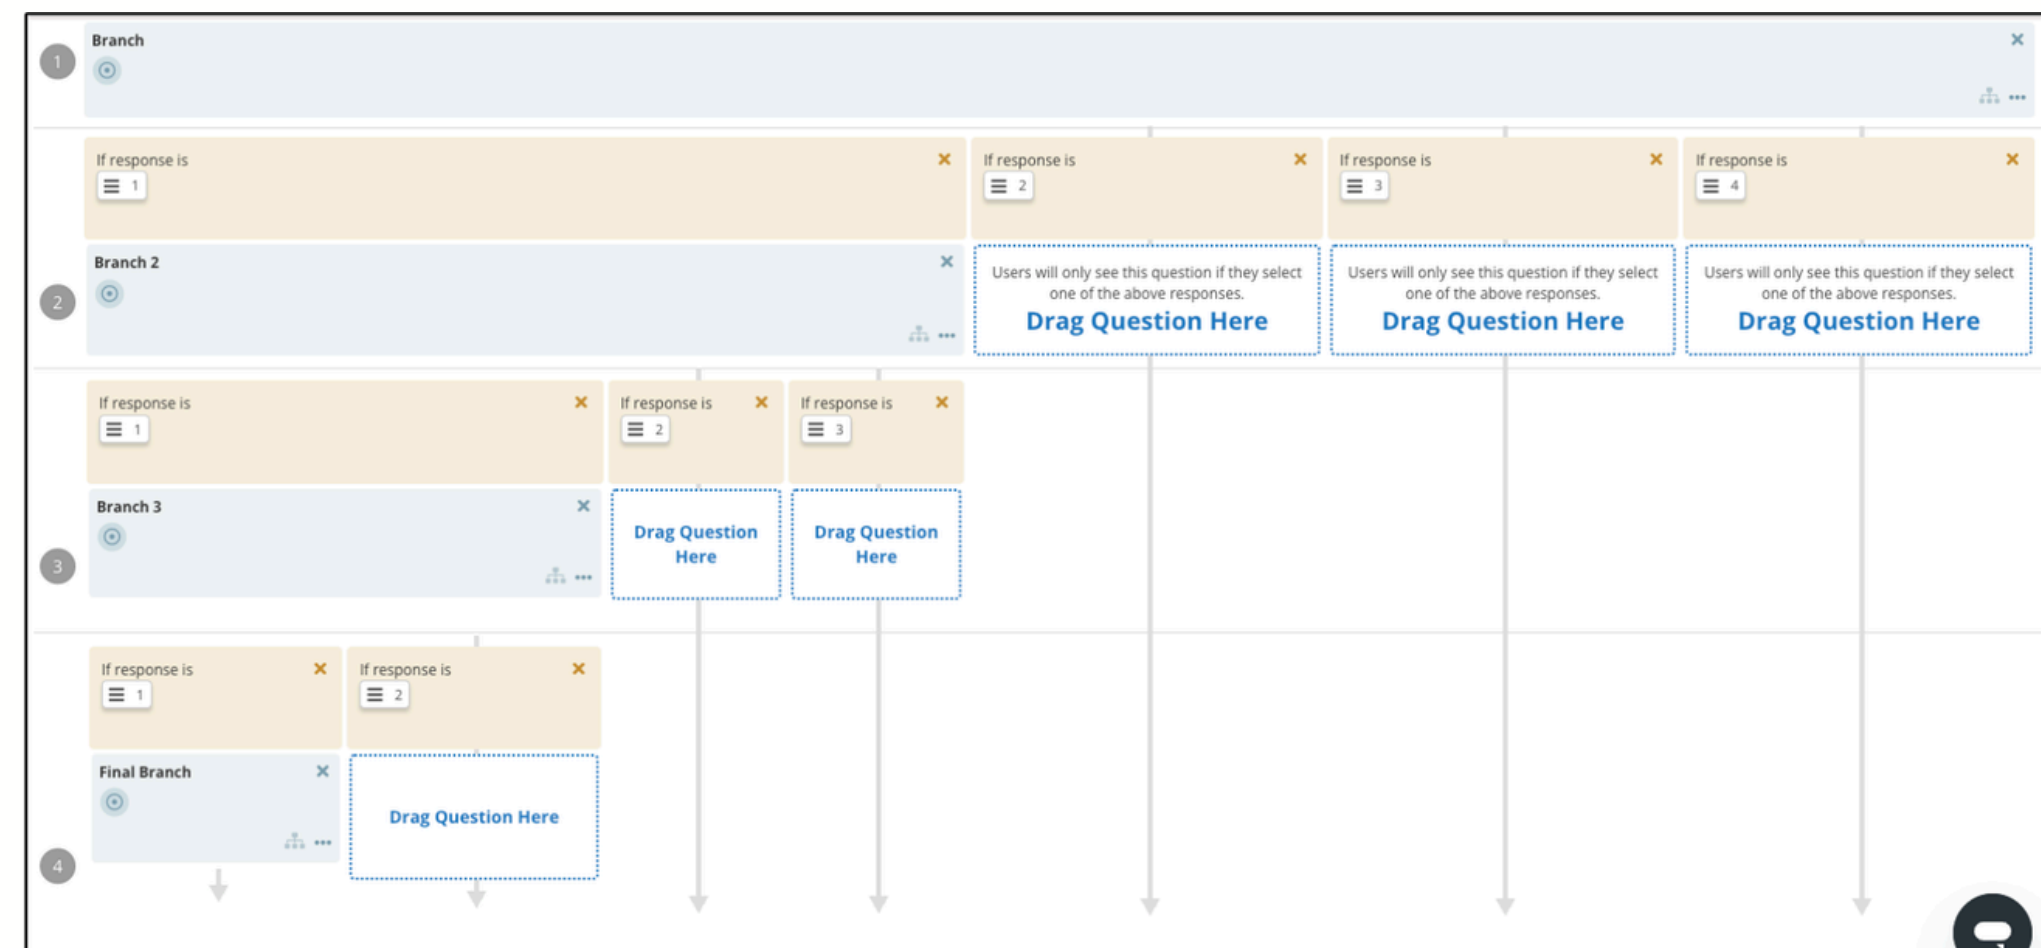 1
Branch
If response is
1
If response is
2
If response is
3
If response is
4
2
Branch 2
Users will only see this question if they select
one of the above responses.
Drag Question Here
Users will only see this question if they select
one of the above responses.
Drag Question Here
Users will only see this question if they select
one of the above responses.
Drag Question Here
If response is
1
If response is
2
If response is
3
3
Branch 3
Drag Question
Here
Drag Question
Here
If response is
1
If response is
2
4
Final Branch
Drag Question Here